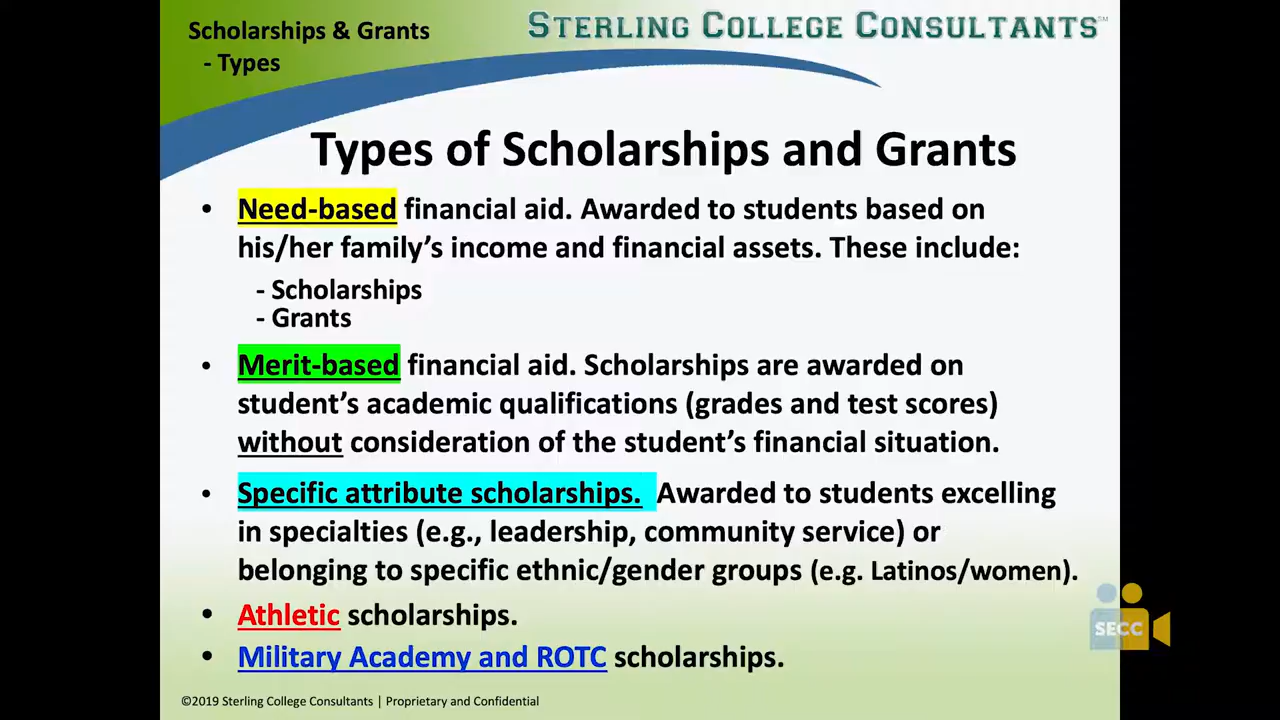 Scholarships & Grants
- Types
STERLING COLLEGE CONSULTANTS℠
Types of Scholarships and Grants
• Need-based financial aid. Awarded to students based on
his/her family’s income and financial assets. These include:
- Scholarships
- Grants
• Merit-based financial aid. Scholarships are awarded on
student’s academic qualifications (grades and test scores)
without consideration of the student’s financial situation.
• Specific attribute scholarships. Awarded to students excelling
in specialties (e.g., leadership, community service) or
belonging to specific ethnic/gender groups (e.g. Latinos/women).
• Athletic scholarships.
• Military Academy and ROTC scholarships.
SECC
©2019 Sterling College Consultants | Proprietary and Confidential